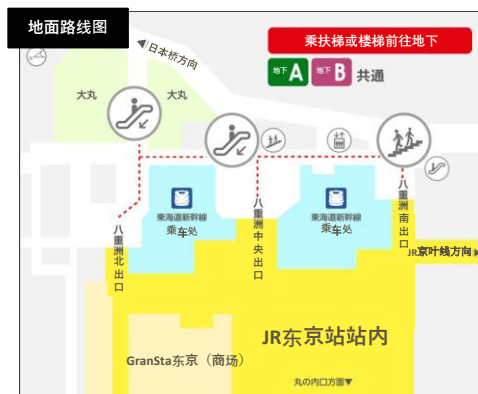 地面路线图
乘扶梯或楼梯前往地下
地下A
地下B
共通
◀日本桥方向
大丸
大丸
東海道新幹線
乘车处
東海道新幹線
乘车处
八重洲北出口
八重洲中央出口
八重洲南出口
JR京叶线方向▶
JR东京站站内
GranSta东京（商场）
丸の内口方面▼